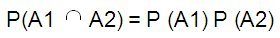 P(A1 ∩ A2) = P (A1) P (A2)